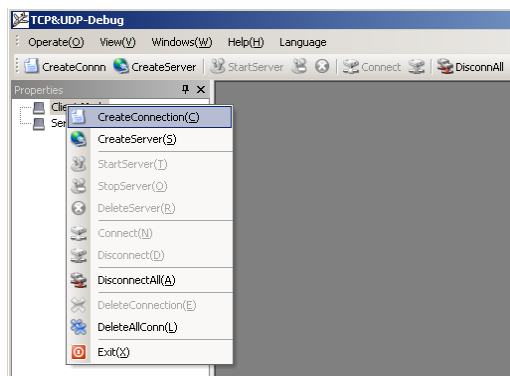 TCP&UDP-Debug
Operate(O) View(V) Windows(W) Help(H) Language
CreateConnn CreateServer StartServer Connect DisconnAll
Properties
CreateConnection(C)
CreateServer(S)
StartServer(T)
StopServer(O)
DeleteServer(R)
Connect(N)
Disconnect(D)
DisconnectAll(A)
DeleteConnection(E)
DeleteAllConn(L)
Exit(X)